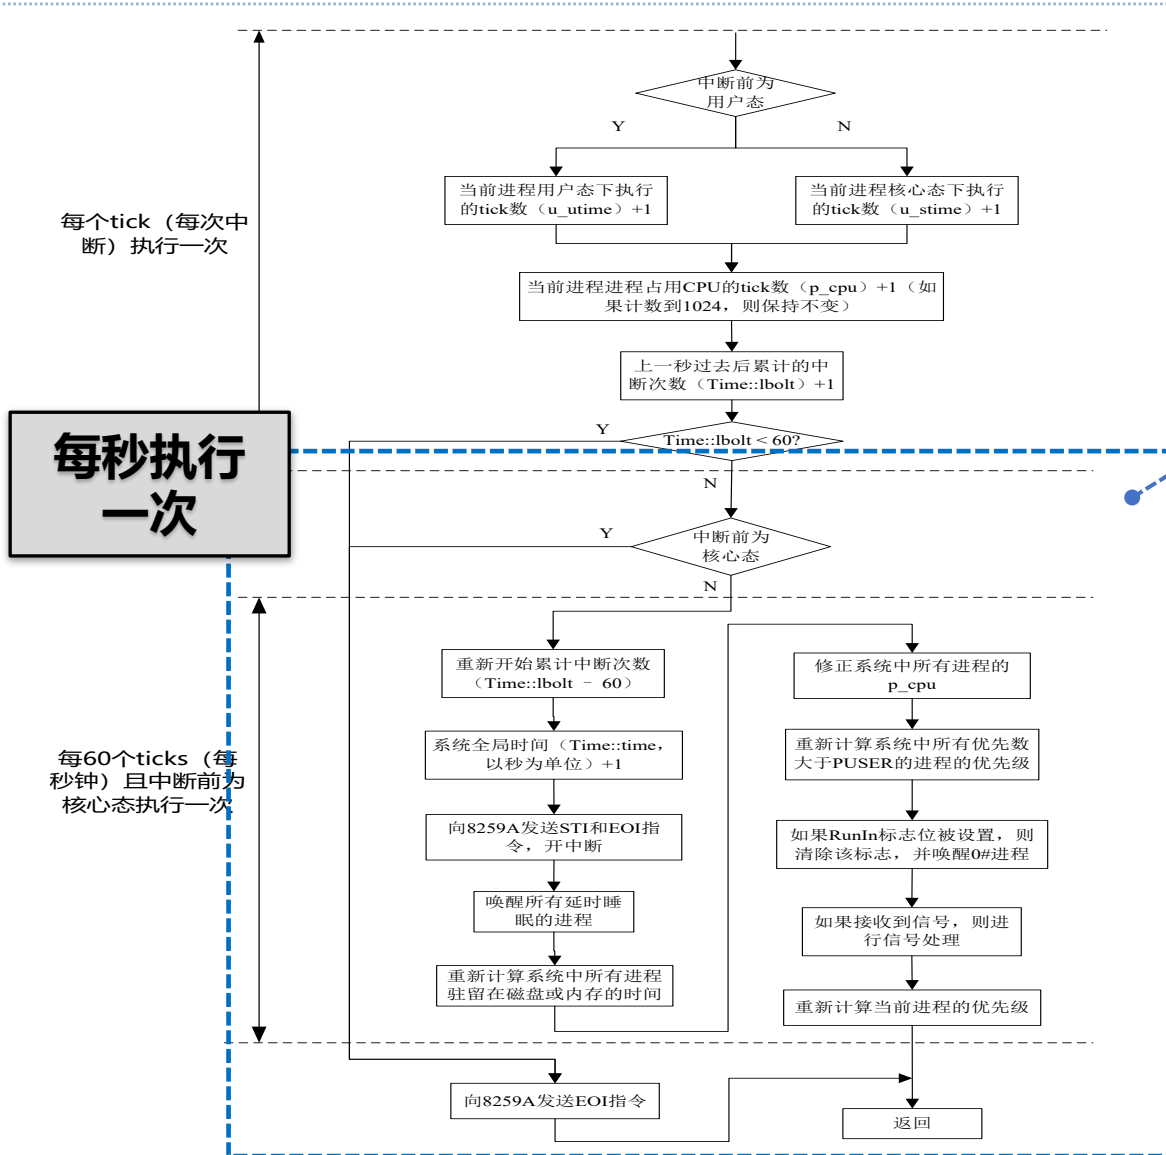 中断前为
用户态
Y
N
当前进程用户态下执行
的tick数（u_utime）+1
当前进程核心态下执行
的tick数（u_stime）+1
每个tick（每次中
断）执行一次
当前进程进程占用CPU的tick数（p_cpu）+1（如
果计数到1024，则保持不变）
上一秒过去后累计的中
断次数（Time::lbolt）+1
Y
Time::lbolt < 60?
每秒执行
一次
N
Y
中断前为
核心态
N
重新开始累计中断次数
（Time::lbolt － 60）
系统全局时间（Time::time，
以秒为单位）+1
每60个ticks（每
秒钟）且中断前为
核心态执行一次
向8259A发送STI和EOI指
令，开中断
唤醒所有延时睡
眠的进程
重新计算系统中所有进程
驻留在磁盘或内存的时间
修正系统中所有进程的
p_cpu
重新计算系统中所有优先数
大于PUSER的进程的优先级
如果RunIn标志位被设置，则
清除该标志，并唤醒0#进程
如果接收到信号，则进
行信号处理
重新计算当前进程的优先级
向8259A发送EOI指令
返回